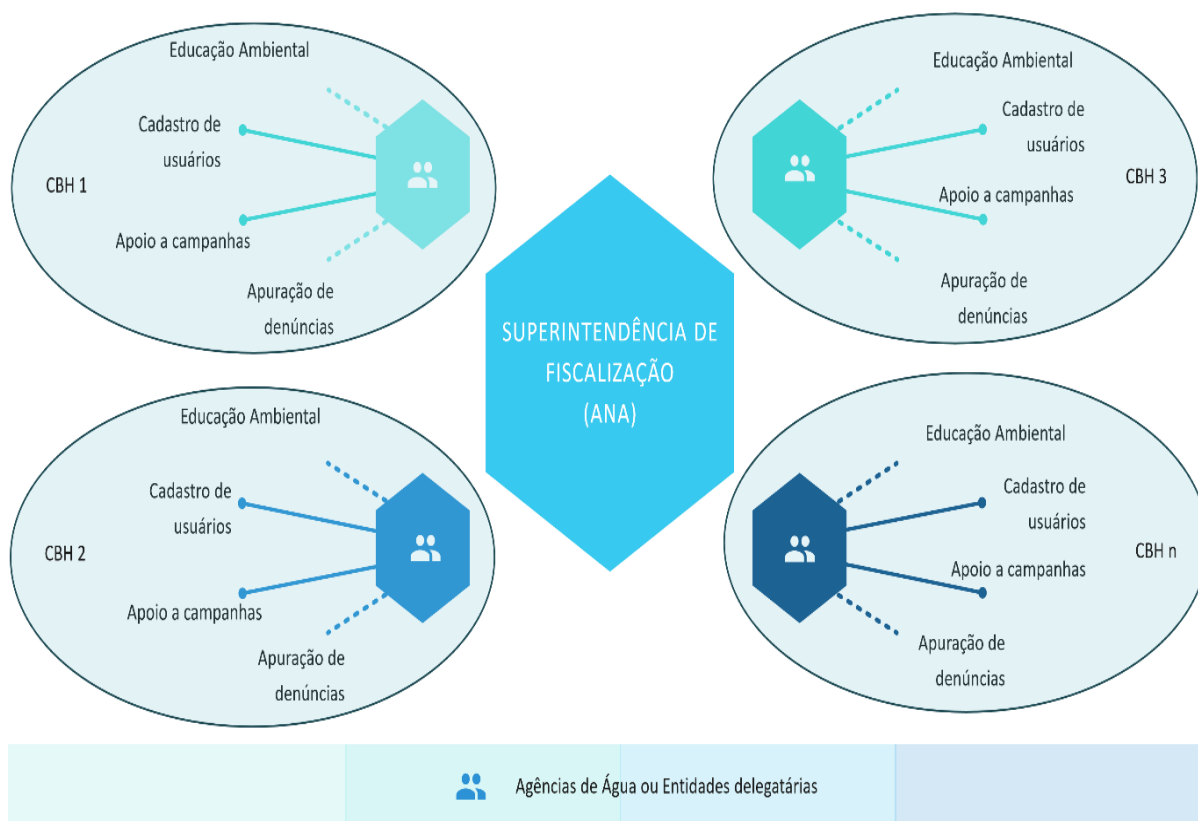 Educação Ambiental
Cadastro de
usuários
CBH 1
Apoio a campanhas
Apuração de
denúncias
Educação Ambiental
Cadastro de
usuários
CBH 3
Apoio a campanhas
Apuração de
denúncias
SUPERINTENDÊNCIA DE
FISCALIZAÇÃO
(ANA)
Educação Ambiental
Cadastro de
usuários
CBH 2
Apoio a campanhas
Apuração de
denúncias
Educação Ambiental
Cadastro de
usuários
CBH n
Apoio a campanhas
Apuração de
denúncias
Agências de Água ou Entidades delegatárias